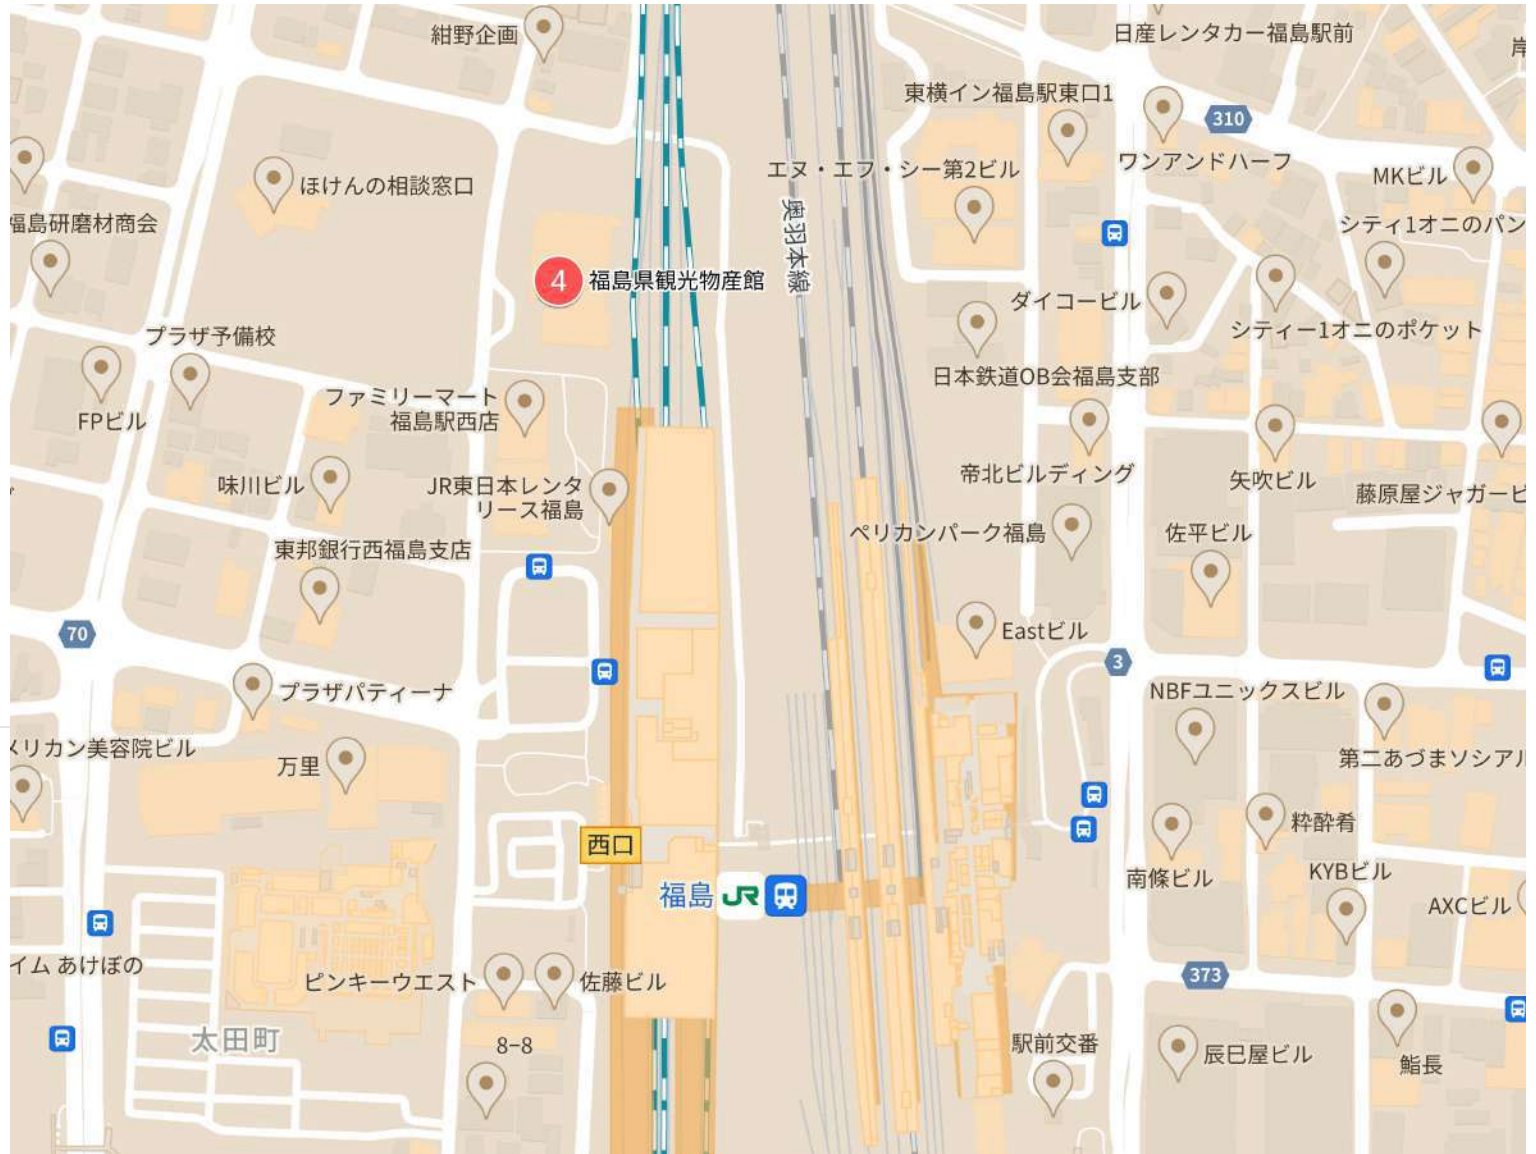 紺野企画
日産レンタカー福島駅前
岸
東横イン福島駅東口1
310
ワンアンドハーフ
エヌ・エフ・シー第2ビル
MKビル
ほけんの相談窓口
福島研磨材商会
シティ1オニのパン
奥羽本線
4
福島県観光物産館
ダイコービル
シティー1オニのポケット
プラザ予備校
日本鉄道OB会福島支部
ファミリーマート
福島駅西店
FPビル
帝北ビルディング
矢吹ビル
藤原屋ジャガービ
味川ビル
JR東日本レンタ
リース福島
ペリカンパーク福島
佐平ビル
東邦銀行西福島支店
70
Eastビル
3
プラザパティーナ
NBFユニックスビル
メリカン美容院ビル
万里
第二あづまソシアル
粋酔肴
西口
南條ビル
KYBビル
福島
JR
AXCビル
イム あけぼの
ピンキーウエスト
佐藤ビル
373
太田町
8-8
駅前交番
辰巳屋ビル
鮨長